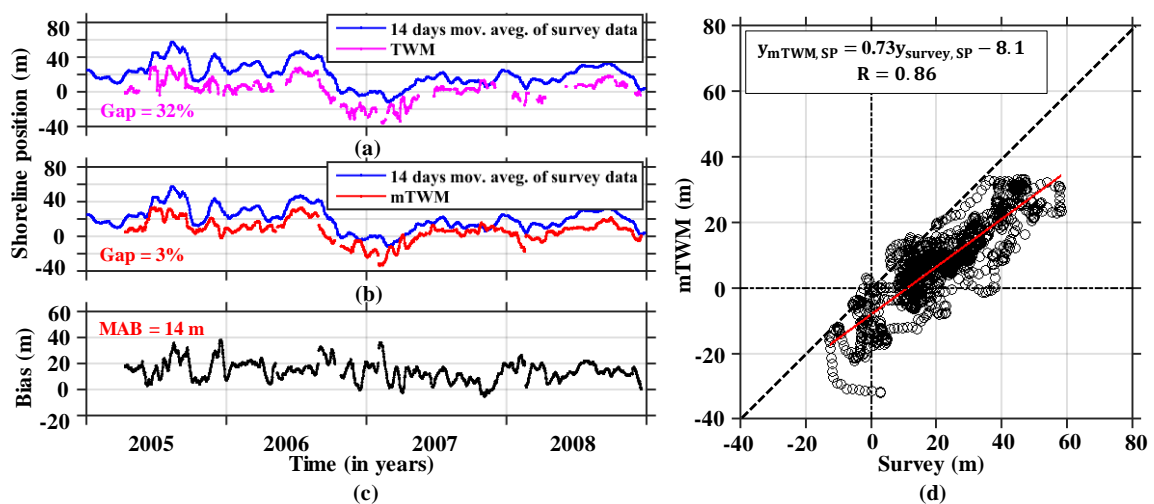 14 days mov. aveg. of survey data
TWM
80
40
0
-40
Gap = 32%
(a)
Shoreline position (m)
14 days mov. aveg. of survey data
mTWM
80
40
0
-40
Gap = 3%
(b)
MAB = 14 m
60
40
20
0
-20
Bias (m)
2005 2006 2007 2008
Time (in years)
(c)
y_mTWM, SP = 0.73y_survey, SP − 8.1
R = 0.86
80
60
40
20
0
-20
-40
mTWM (m)
-40 -20 0 20 40 60 80
Survey (m)
(d)